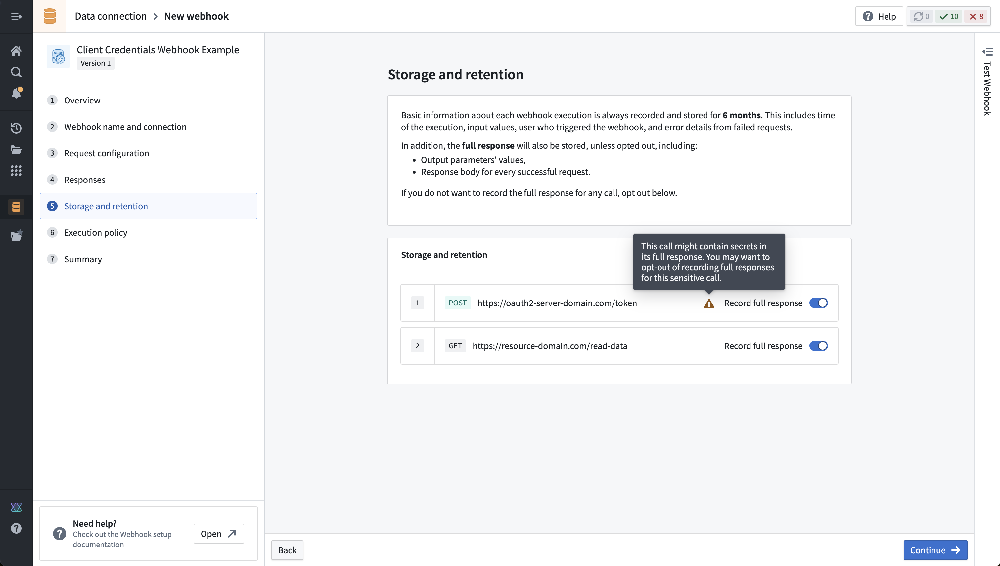 Data connection > New webhook
Help
0
10
8
Client Credentials Webhook Example
Version 1
1 Overview
2 Webhook name and connection
3 Request configuration
4 Responses
5 Storage and retention
6 Execution policy
7 Summary
Need help?
Check out the Webhook setup
documentation
Open
Storage and retention
Basic information about each webhook execution is always recorded and stored for 6 months. This includes time
of the execution, input values, user who triggered the webhook, and error details from failed requests.
In addition, the full response will also be stored, unless opted out, including:
• Output parameters' values,
• Response body for every successful request.
If you do not want to record the full response for any call, opt out below.
Storage and retention
This call might contain secrets in
its full response. You may want to
opt-out of recording full responses
for this sensitive call.
1 POST https://oauth2-server-domain.com/token Record full response
2 GET https://resource-domain.com/read-data Record full response
Back
Continue
Test Webhook